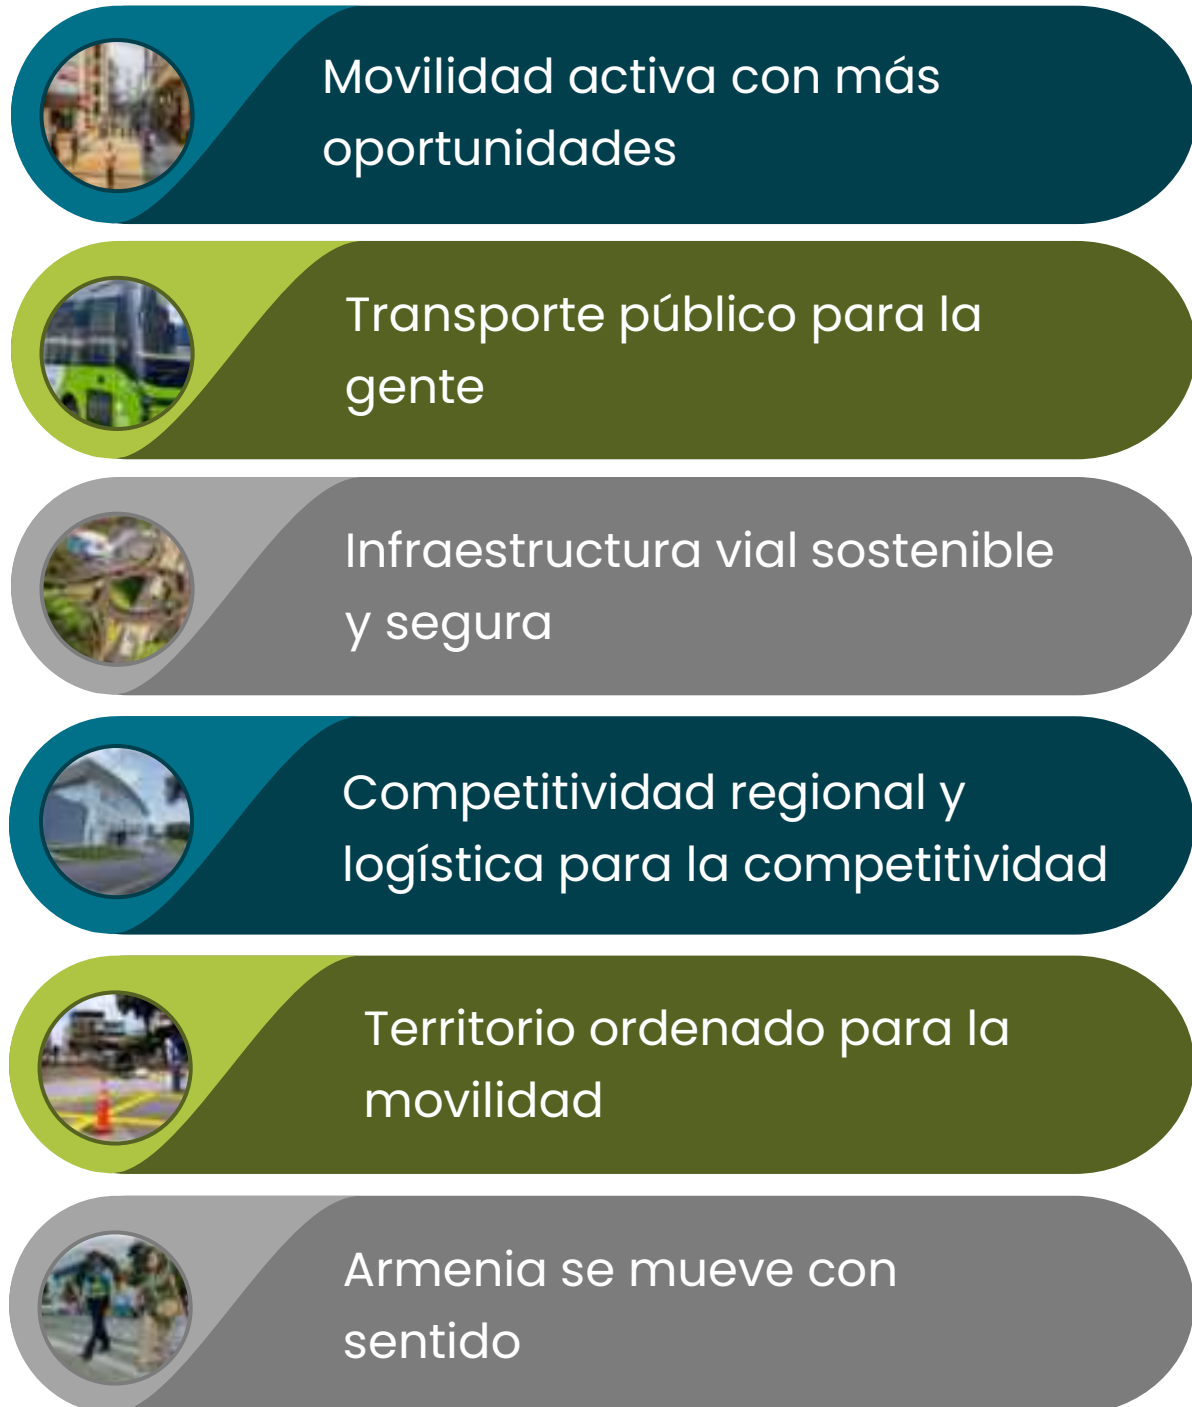 Movilidad activa con más
oportunidades
Transporte público para la
gente
Infraestructura vial sostenible
y segura
Competitividad regional y
logística para la competitividad
Territorio ordenado para la
movilidad
Armenia se mueve con
sentido